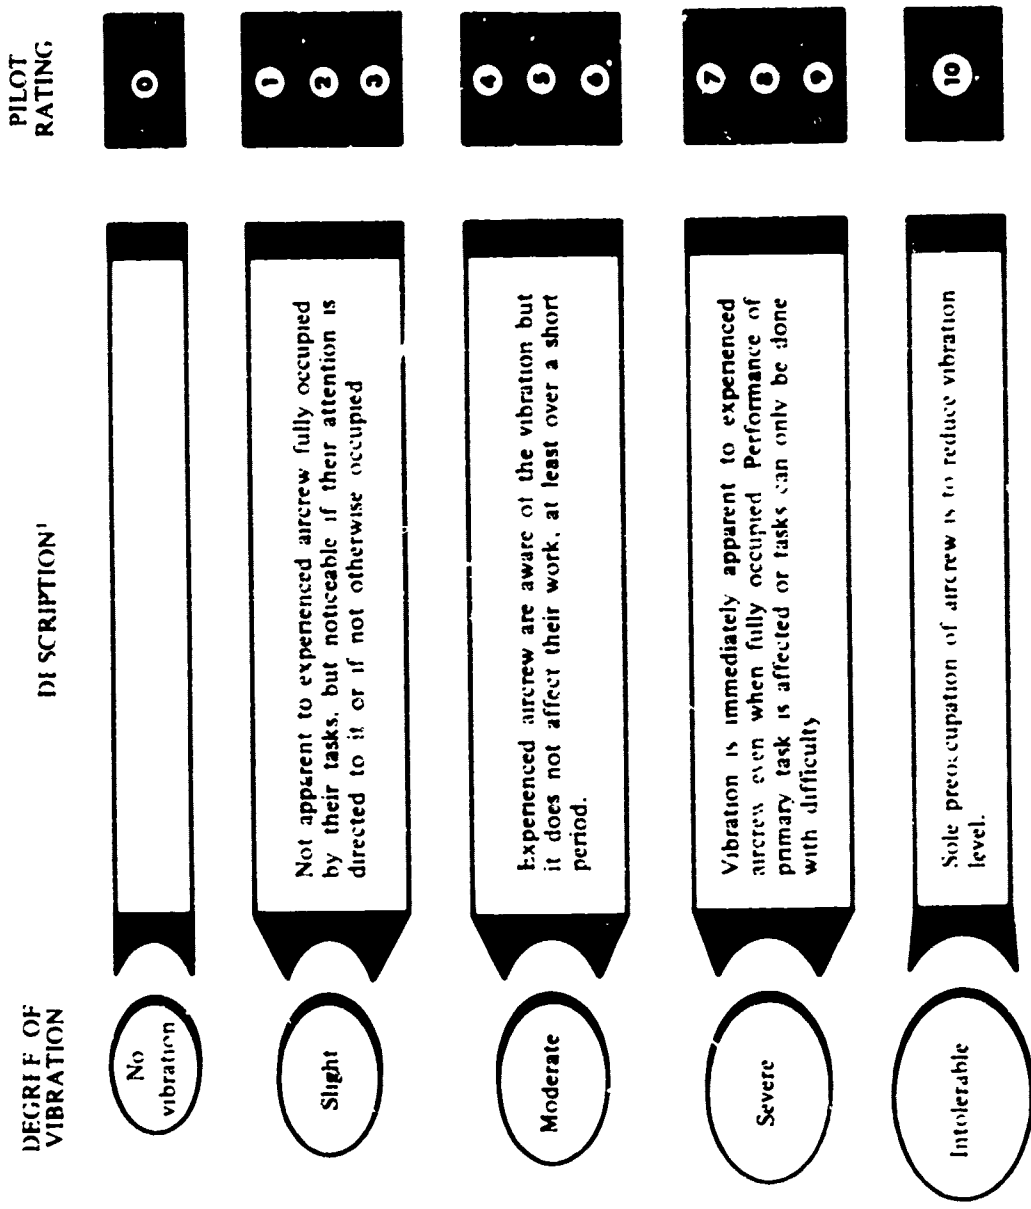 DEGREE OF
VIBRATION
DESCRIPTION¹
PILOT
RATING
No
vibration
0
Slight
Not apparent to experienced aircrew fully occupied
by their tasks, but noticeable if their attention is
directed to it or if not otherwise occupied
1
2
3
Moderate
Experienced aircrew are aware of the vibration but
it does not affect their work, at least over a short
period.
4
5
6
Severe
Vibration is immediately apparent to experienced
aircrew even when fully occupied Performance of
primary task is affected or tasks can only be done
with difficulty
7
8
9
Intolerable
Sole preoccupation of aircrew is to reduce vibration
level.
10